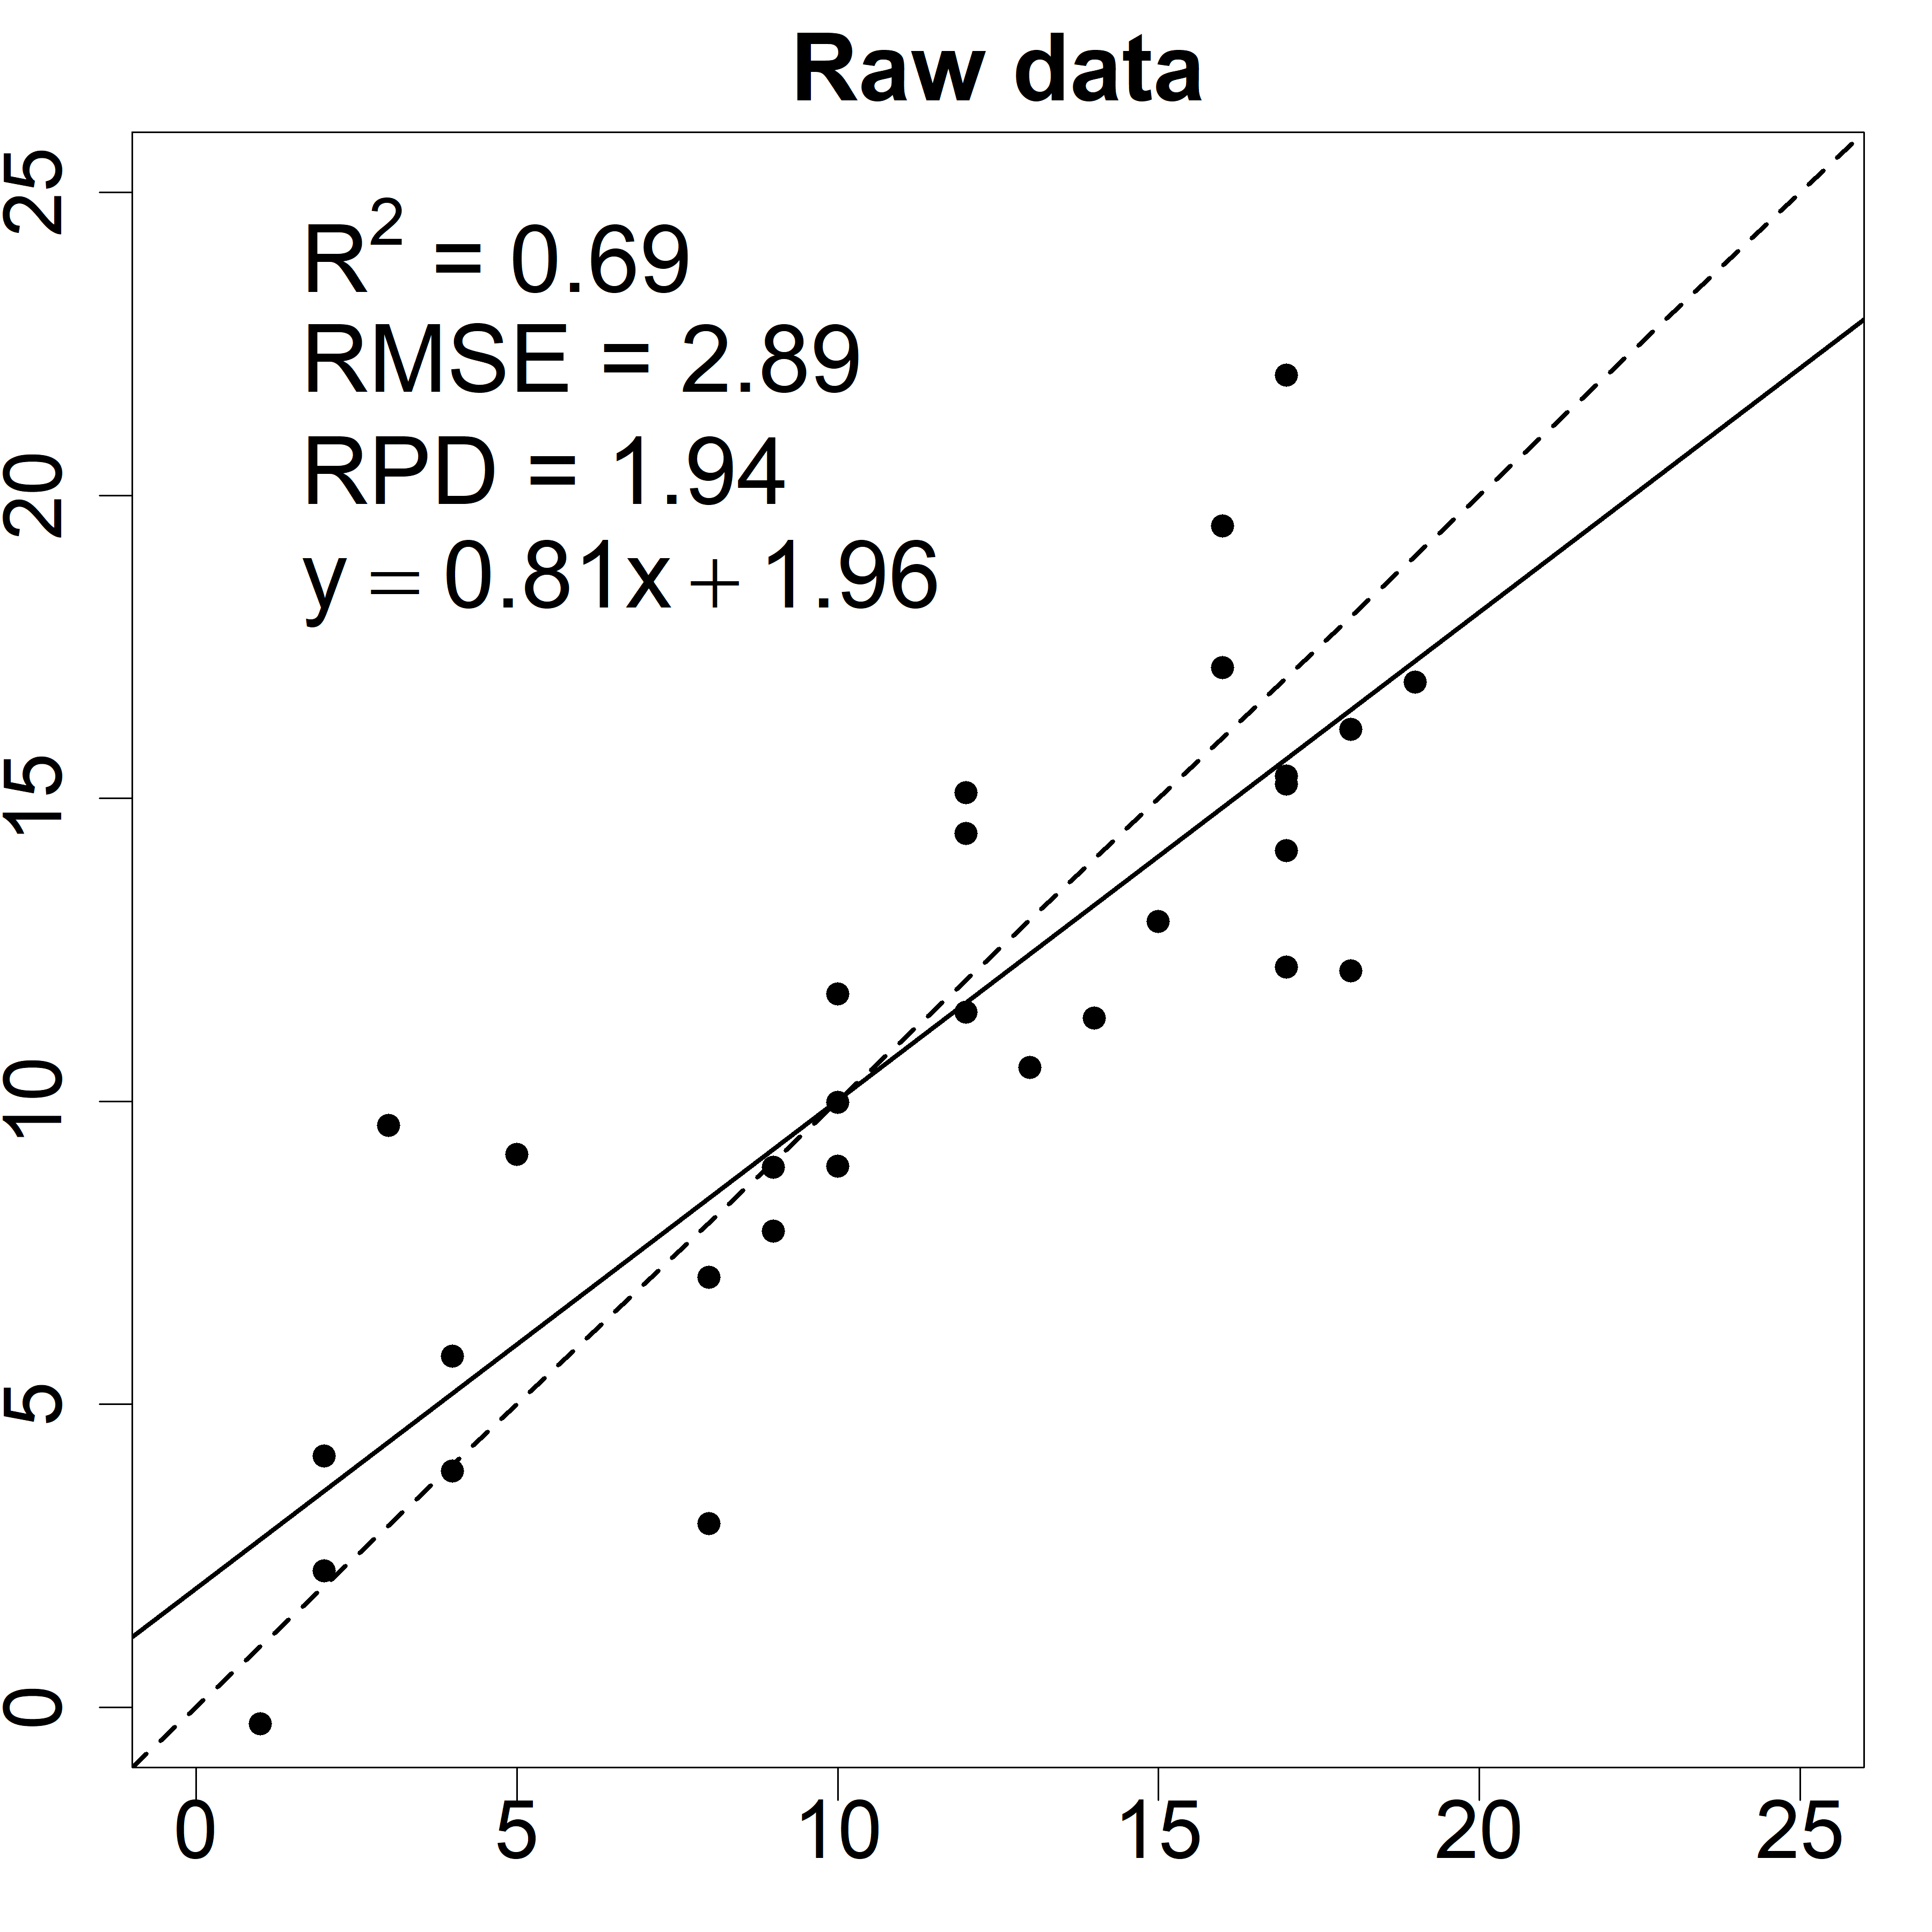 Raw data
25
20
15
10
5
0
R² = 0.69
RMSE = 2.89
RPD = 1.94
y = 0.81x + 1.96
0 5 10 15 20 25